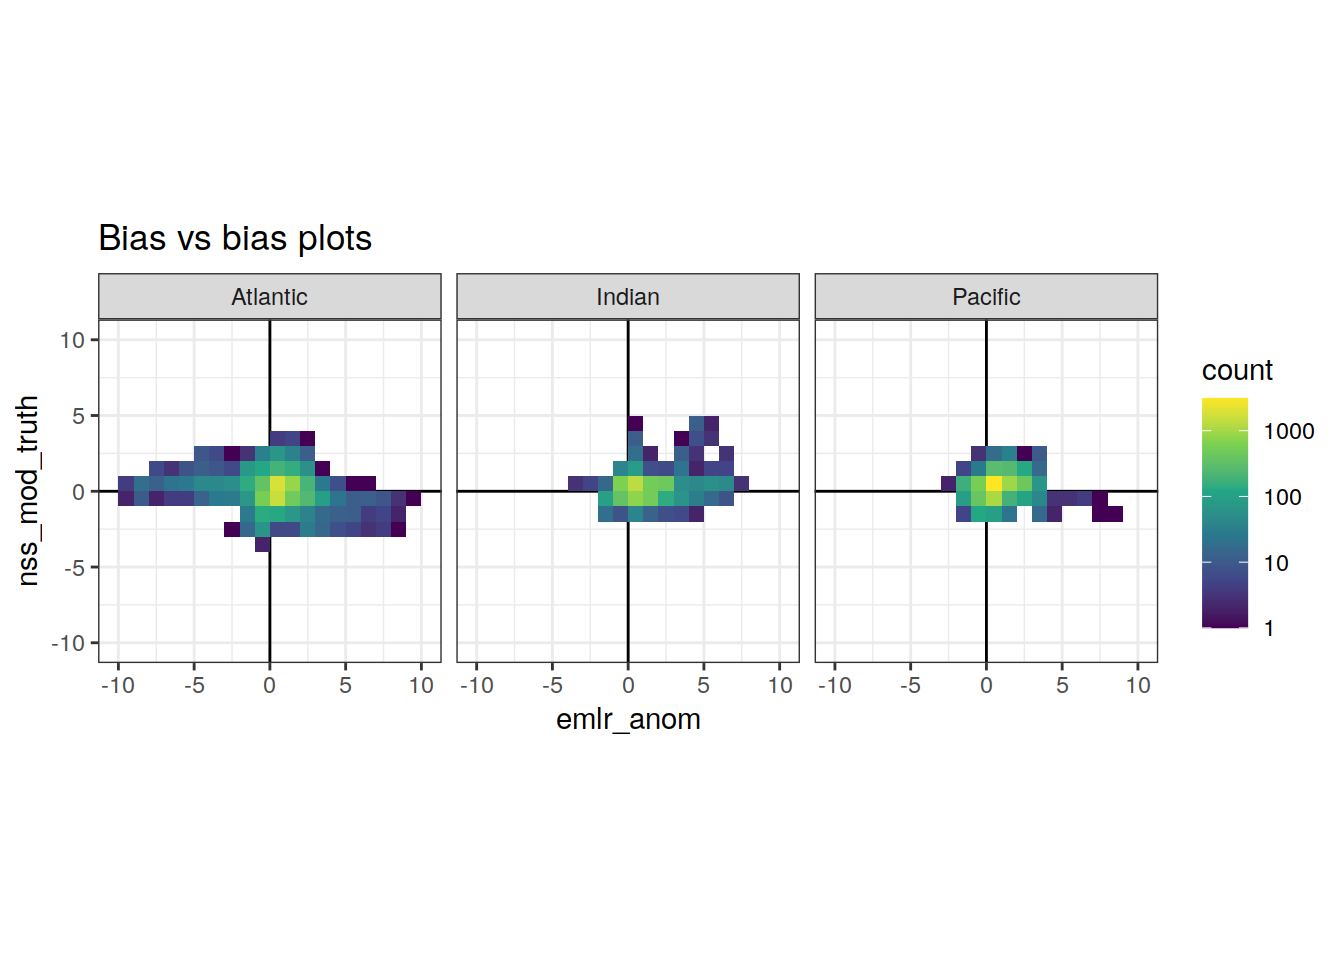 Bias vs bias plots
Atlantic Indian Pacific
10
5
0
-5
-10
nss_mod_truth
-10 -5 0 5 10 -10 -5 0 5 10 -10 -5 0 5 10
emlr_anom
count
1000
100
10
1